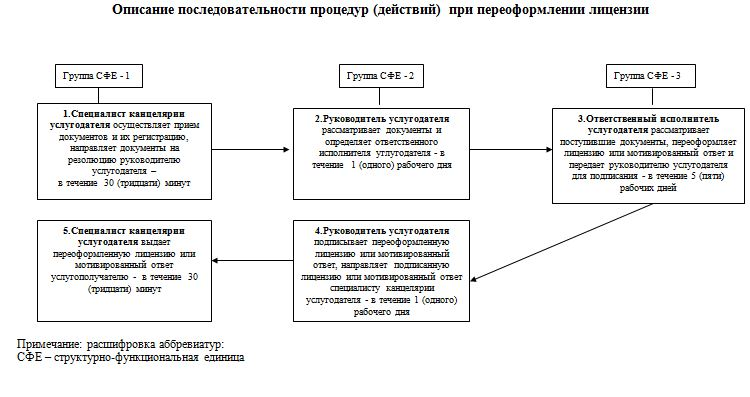 Описание последовательности процедур (действий)  при переоформлении лицензии
Группа СФЕ - 1
Группа СФЕ - 2
Группа СФЕ - 3
1.Специалист канцелярии
услугодателя осуществляет прием
документов и их регистрацию,
направляет документы на
резолюцию руководителю
услугодателя –
в течение  30 (тридцати) минут
2.Руководитель услугодателя
рассматривает документы и
определяет ответственного
исполнителя углугодателя - в
течение  1 (одного) рабочего дня
3.Ответственный исполнитель
услугодателя рассматривает
поступившие документы, переоформляет
лицензию или мотивированный ответ и
передает руководителю услугодателя
для подписания - в течение 5 (пяти)
рабочих дней
5.Специалист канцелярии
услугодателя выдает
переоформленную лицензию или
мотивированный ответ
услугополучателю -  в течение  30
(тридцати) минут
4.Руководитель услугодателя
подписывает переоформленную
лицензию или мотивированный
ответ, направляет  подписанную
лицензию или мотивированный ответ
специалисту канцелярии
услугодателя - в течение 1 (одного)
рабочего дня
Примечание: расшифровка аббревиатур:
СФЕ – структурно-функциональная единица